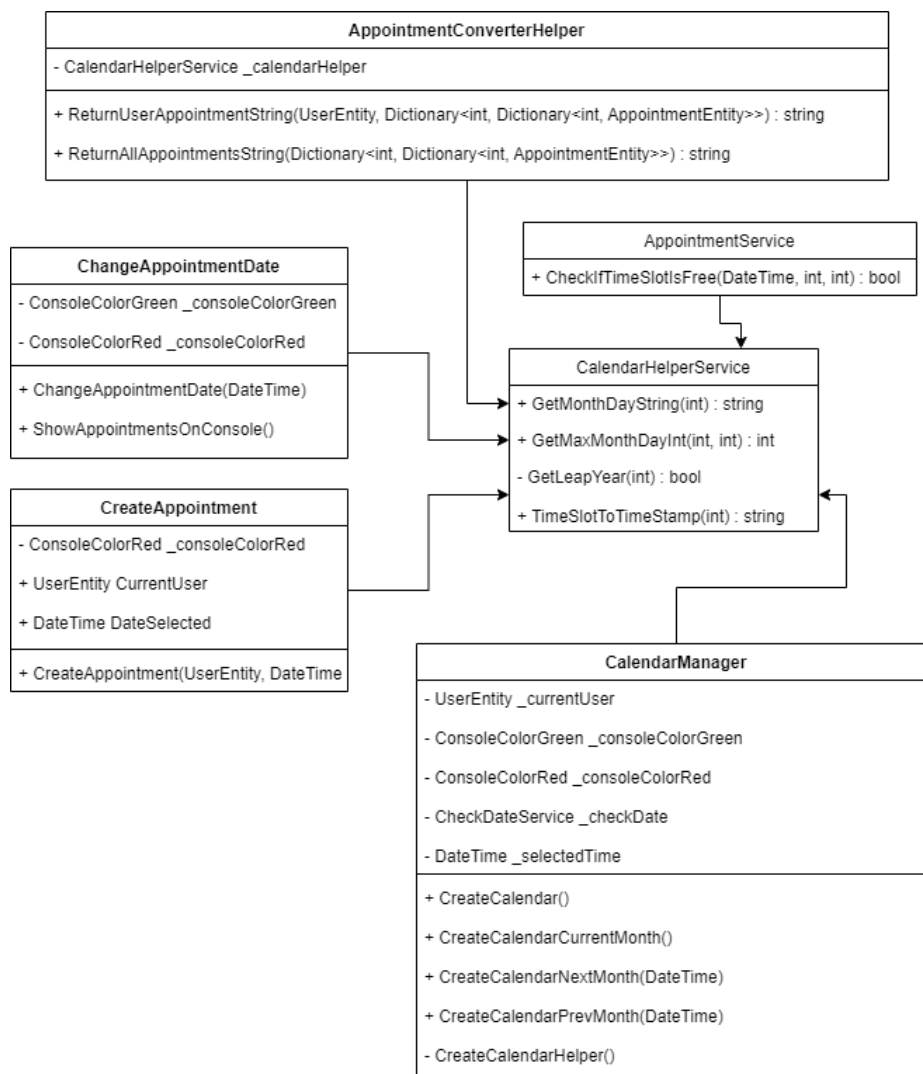 AppointmentConverterHelper
- CalendarHelperService _calendarHelper
+ ReturnUserAppointmentString(UserEntity, Dictionary<int, Dictionary<int, AppointmentEntity>>) : string
+ ReturnAllAppointmentsString(Dictionary<int, Dictionary<int, AppointmentEntity>>) : string
AppointmentService
+ CheckIfTimeSlotIsFree(DateTime, int, int) : bool
ChangeAppointmentDate
- ConsoleColorGreen _consoleColorGreen
- ConsoleColorRed _consoleColorRed
+ ChangeAppointmentDate(DateTime)
+ ShowAppointmentsOnConsole()
CalendarHelperService
+ GetMonthDayString(int) : string
+ GetMaxMonthDayInt(int, int) : int
- GetLeapYear(int) : bool
+ TimeSlotToTimeStamp(int) : string
CreateAppointment
- ConsoleColorRed _consoleColorRed
+ UserEntity CurrentUser
+ DateTime DateSelected
+ CreateAppointment(UserEntity, DateTime
CalendarManager
- UserEntity _currentUser
- ConsoleColorGreen _consoleColorGreen
- ConsoleColorRed _consoleColorRed
- CheckDateService _checkDate
- DateTime _selectedTime
+ CreateCalendar()
+ CreateCalendarCurrentMonth()
+ CreateCalendarNextMonth(DateTime)
+ CreateCalendarPrevMonth(DateTime)
- CreateCalendarHelper()